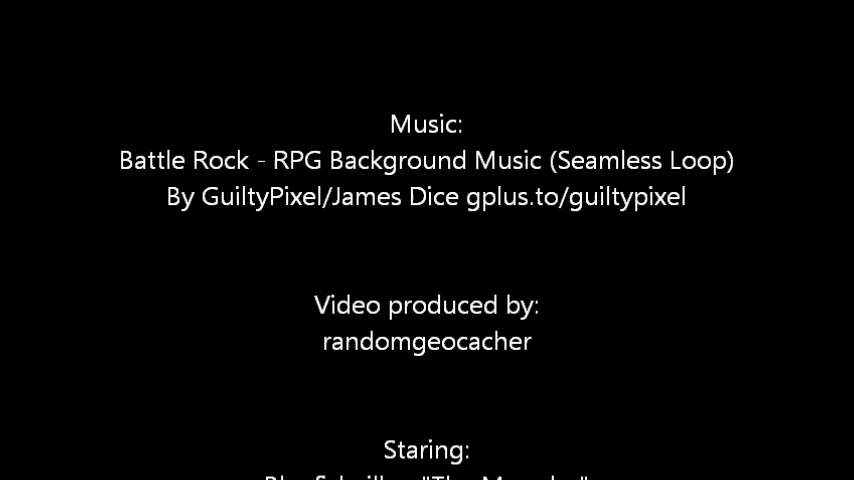 Music:
Battle Rock - RPG Background Music (Seamless Loop)
By GuiltyPixel/James Dice gplus.to/guiltypixel
Video produced by:
randomgeocacher
Staring: